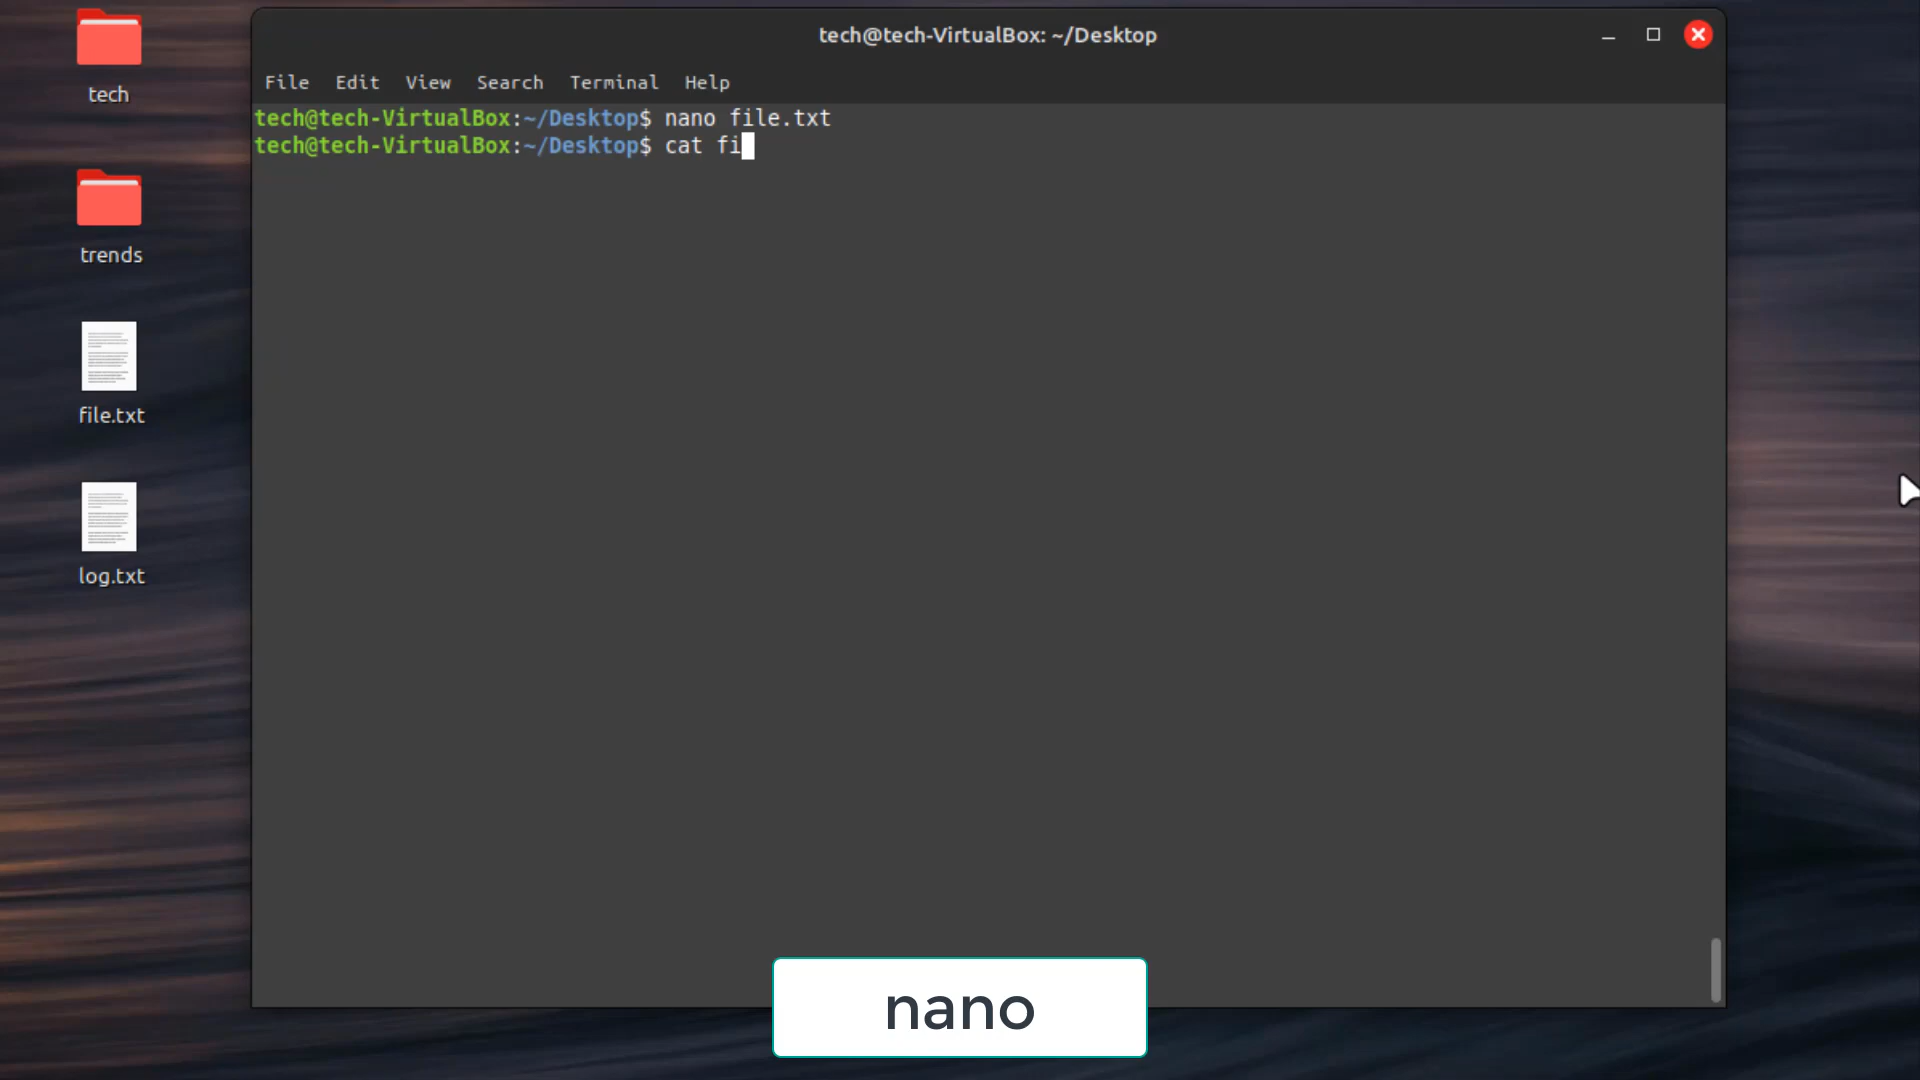 tech@tech-VirtualBox: ~/Desktop
File Edit View Search Terminal Help
tech@tech-VirtualBox:~/Desktop$ nano file.txt
tech@tech-VirtualBox:~/Desktop$ cat fi
tech
trends
file.txt
log.txt
nano